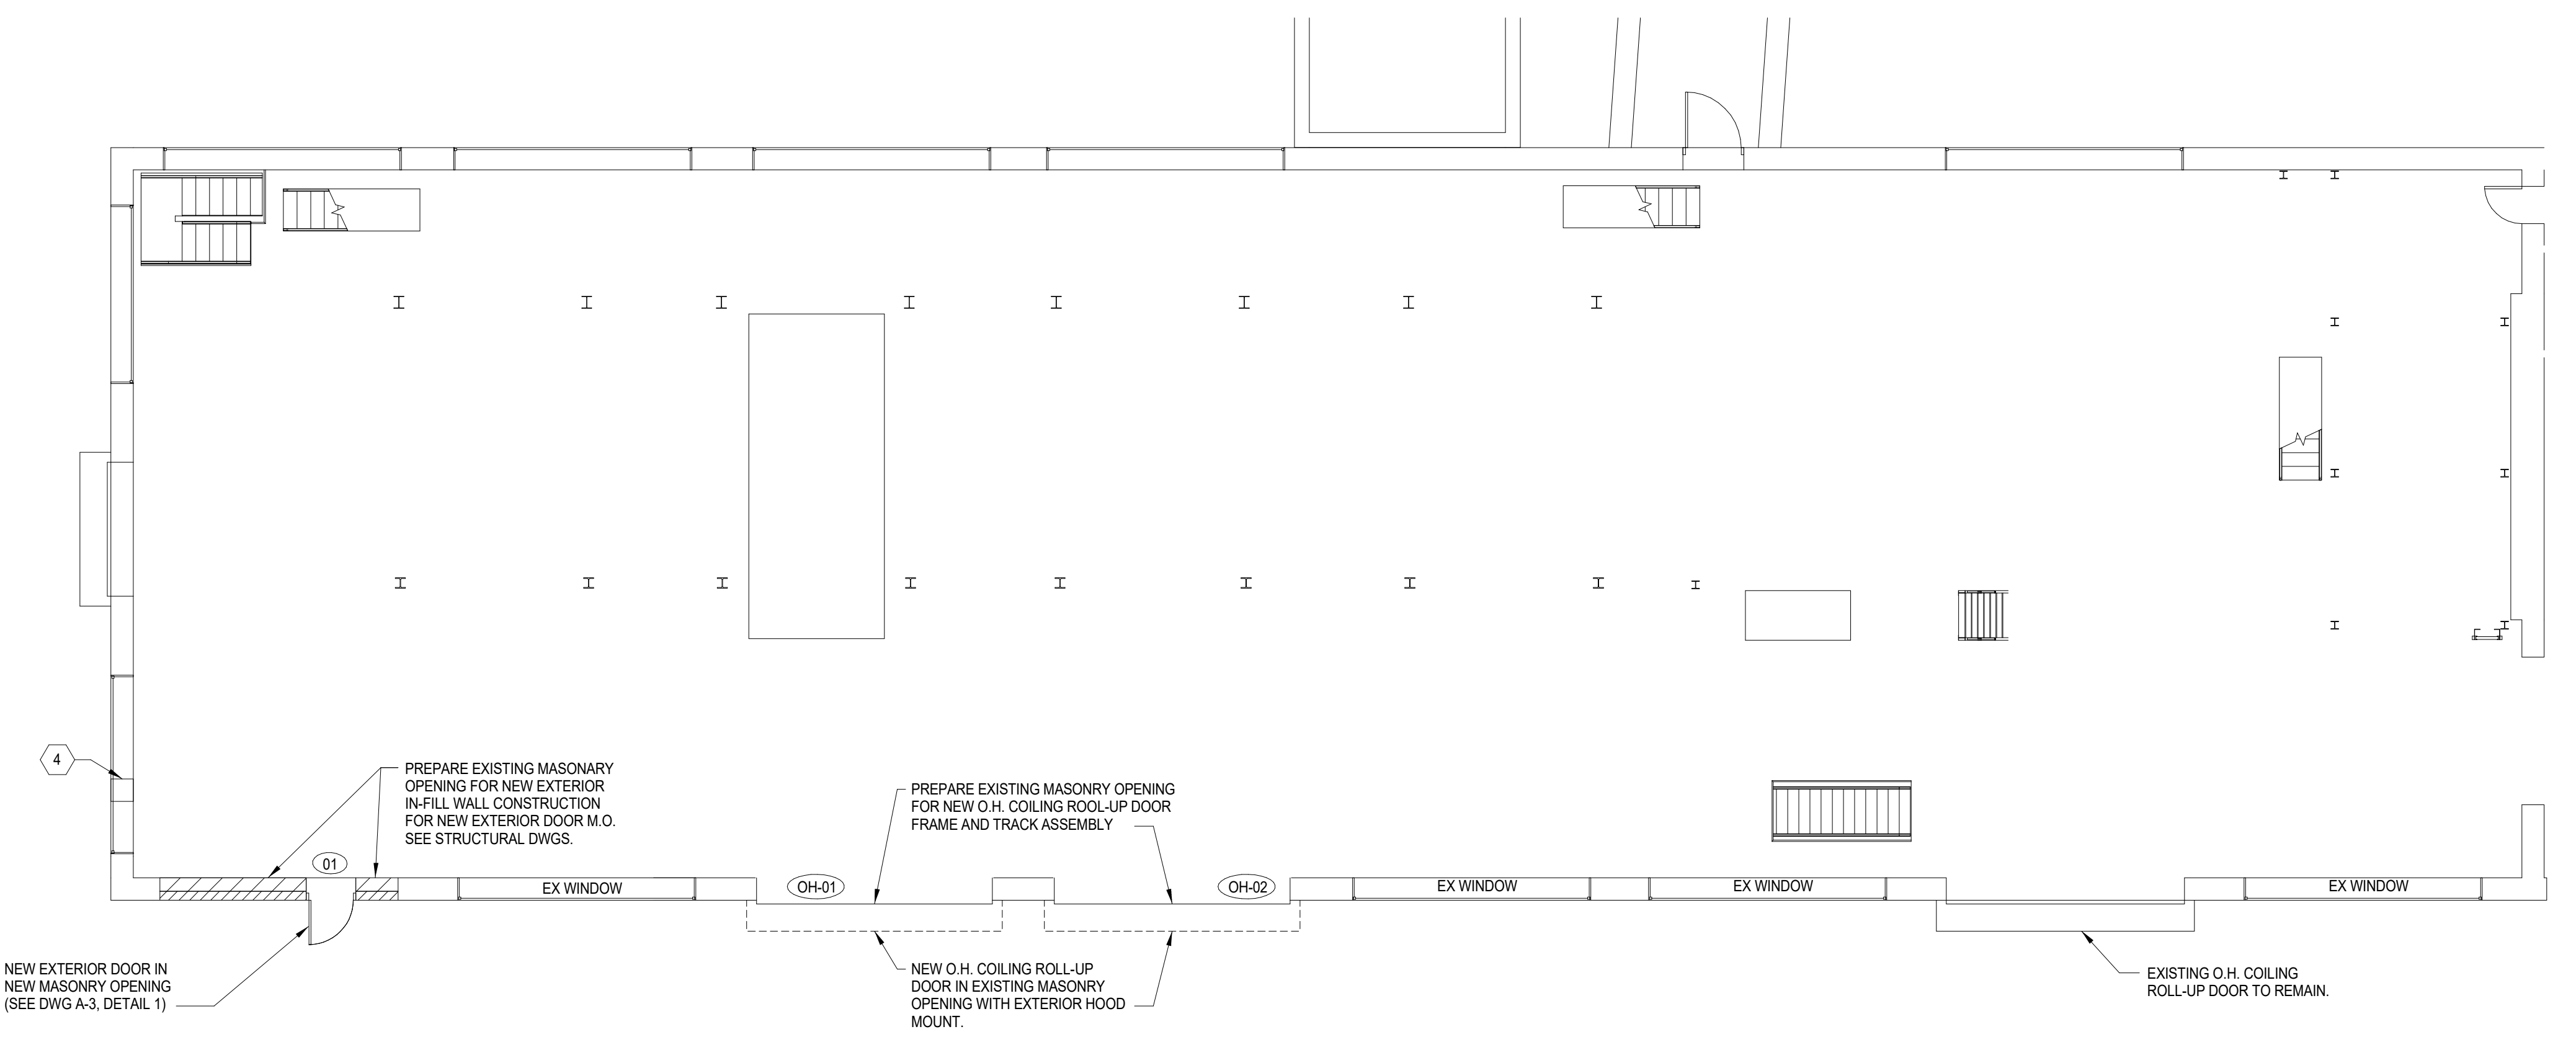 4
PREPARE EXISTING MASONARY
OPENING FOR NEW EXTERIOR
IN-FILL WALL CONSTRUCTION
FOR NEW EXTERIOR DOOR M.O.
SEE STRUCTURAL DWGS.
PREPARE EXISTING MASONRY OPENING
FOR NEW O.H. COILING ROOL-UP DOOR
FRAME AND TRACK ASSEMBLY
01
EX WINDOW
OH-01
OH-02
EX WINDOW
EX WINDOW
EX WINDOW
NEW EXTERIOR DOOR IN
NEW MASONRY OPENING
(SEE DWG A-3, DETAIL 1)
NEW O.H. COILING ROLL-UP
DOOR IN EXISTING MASONRY
OPENING WITH EXTERIOR HOOD
MOUNT.
EXISTING O.H. COILING
ROLL-UP DOOR TO REMAIN.